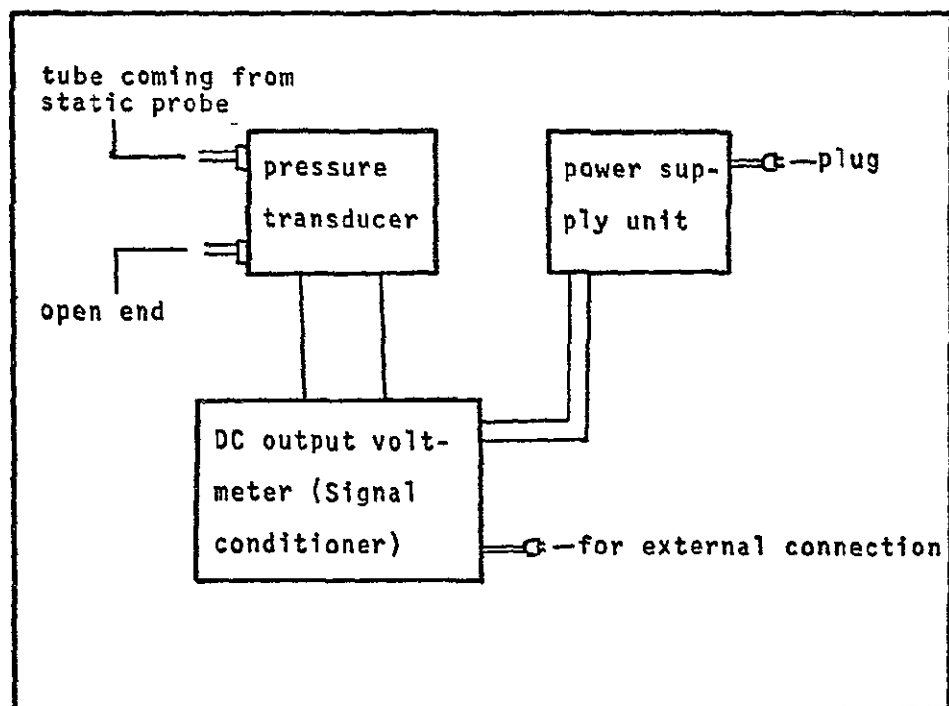 tube coming from
static probe
pressure
transducer
open end
power sup-
ply unit
plug
DC output volt-
meter (Signal
conditioner)
for external connection